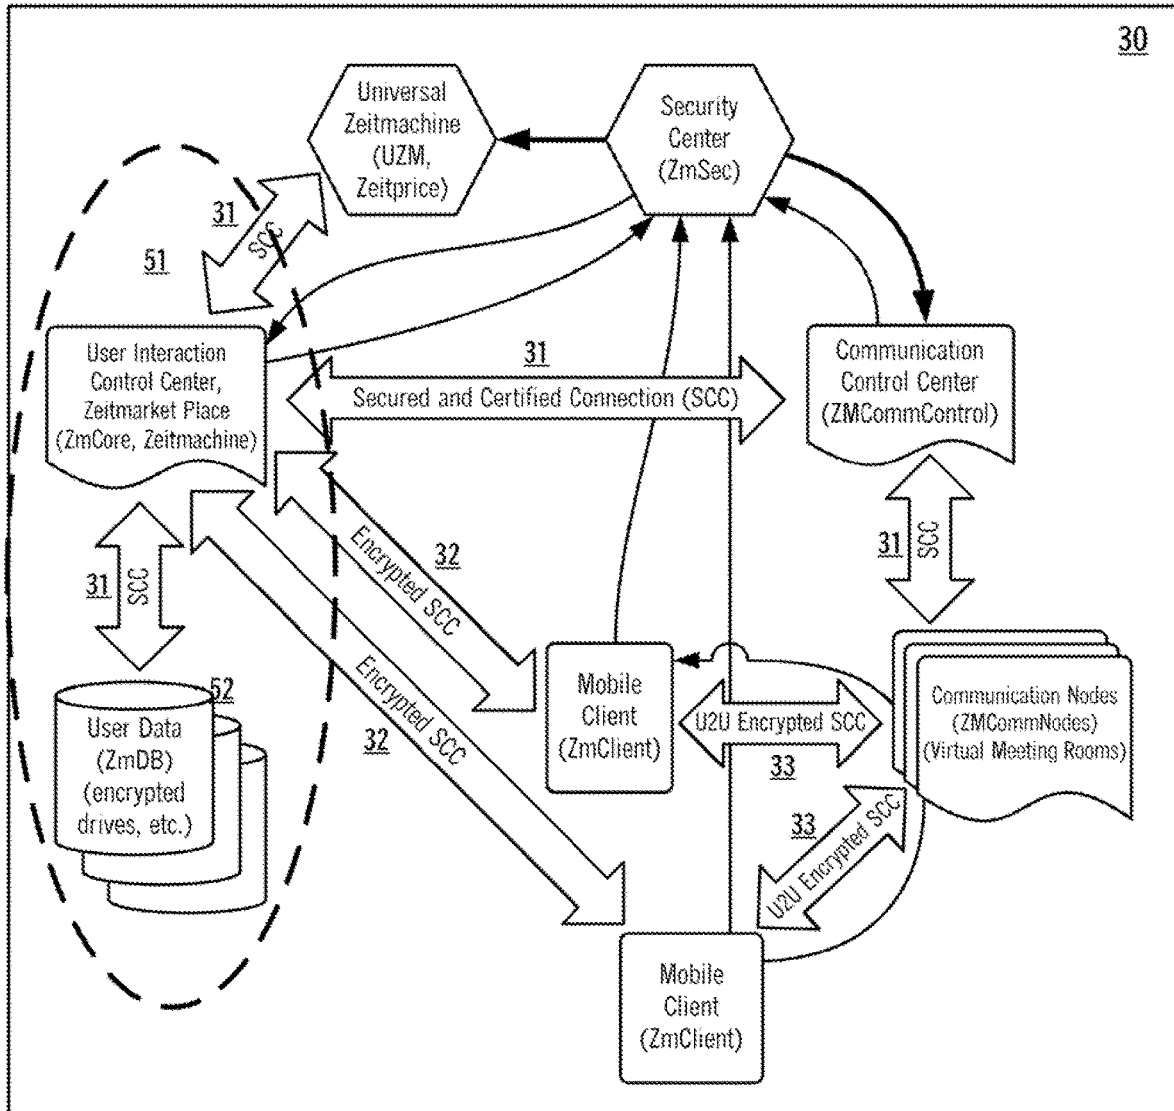 30
Universal
Zeitmachine
(UZM,
Zeitprice)
Security
Center
(ZmSec)
31
SCC
51
User Interaction
Control Center,
Zeitmarket Place
(ZmCore, Zeitmachine)
31
Secured and Certified Connection (SCC)
Communication
Control Center
(ZMCommControl)
31
SCC
31
SCC
32
Encrypted SCC
32
Encrypted SCC
52
User Data
(ZmDB)
(encrypted
drives, etc.)
Mobile
Client
(ZmClient)
U2U Encrypted SCC
33
Communication Nodes
(ZMCommNodes)
(Virtual Meeting Rooms)
33
U2U Encrypted SCC
Mobile
Client
(ZmClient)